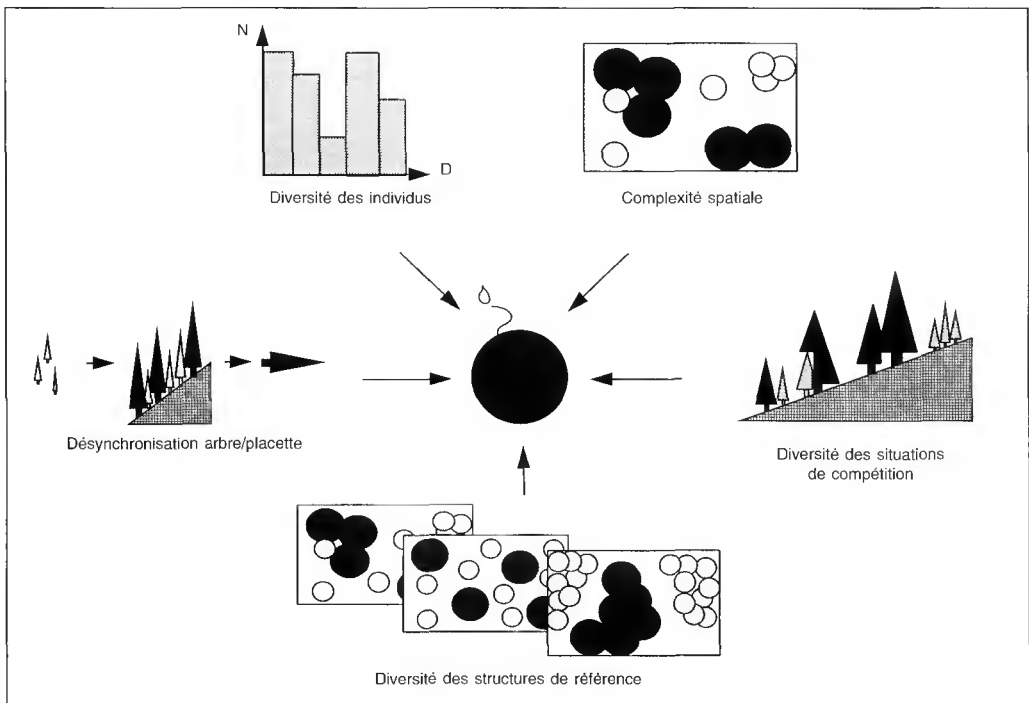 N
D
Diversité des individus
Complexité spatiale
Désynchronisation arbre/placette
Diversité des situations
de compétition
Diversité des structures de référence